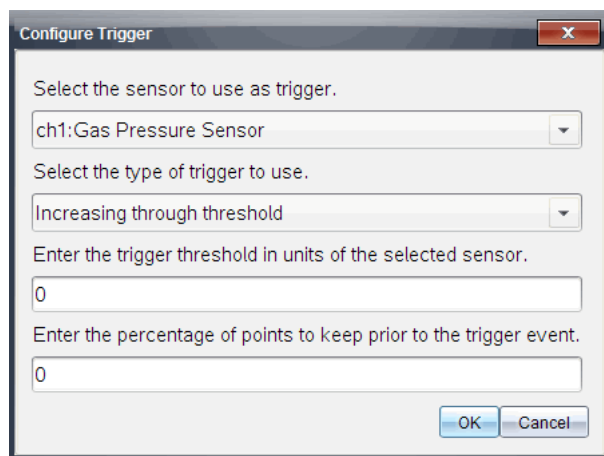 Configure Trigger
Select the sensor to use as trigger.
ch1:Gas Pressure Sensor
Select the type of trigger to use.
Increasing through threshold
Enter the trigger threshold in units of the selected sensor.
0
Enter the percentage of points to keep prior to the trigger event.
0
OK Cancel